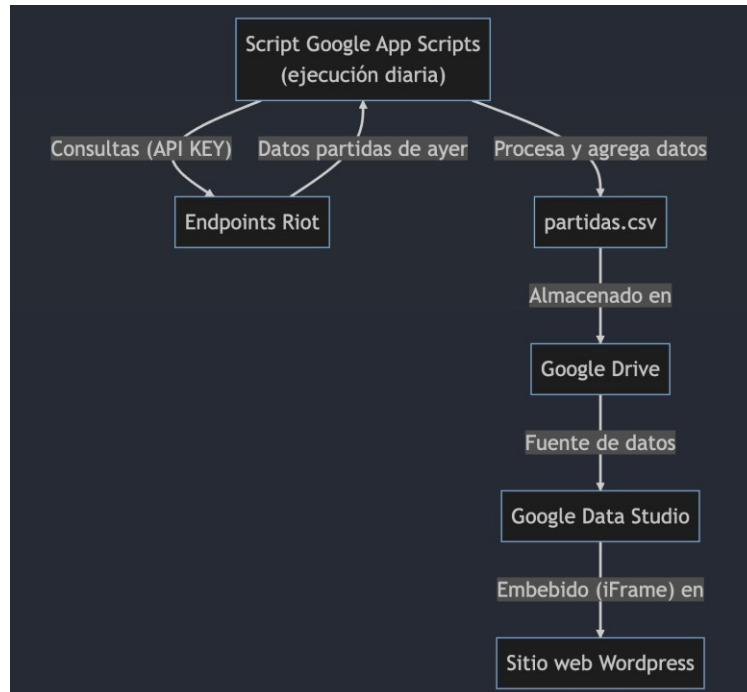 Script Google App Scripts
(ejecución diaria)
Consultas (API KEY)
Datos partidas de ayer
Procesa y agrega datos
Endpoints Riot
partidas.csv
Almacenado en
Google Drive
Fuente de datos
Google Data Studio
Embebido (iFrame) en
Sitio web Wordpress